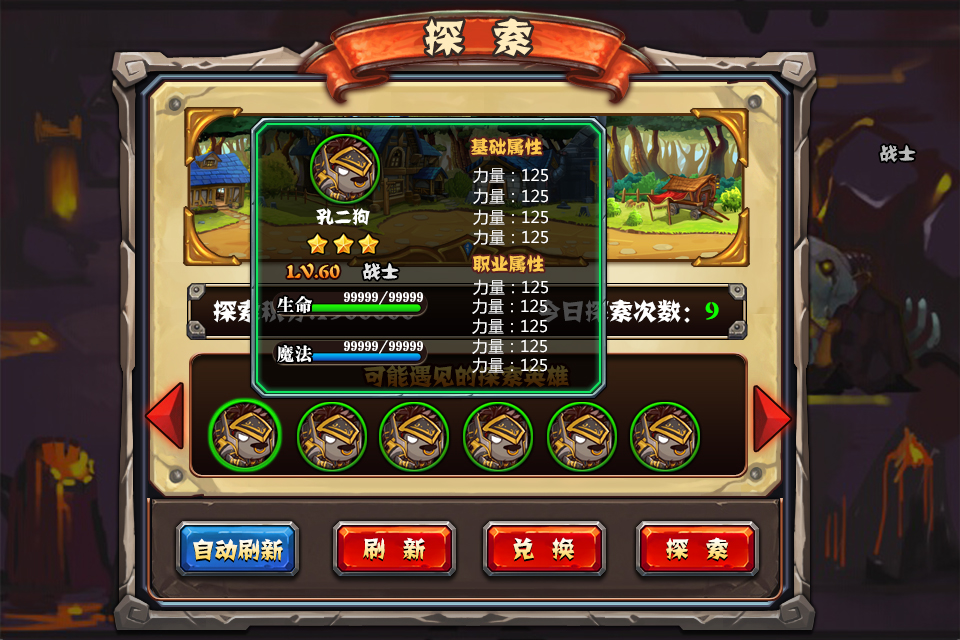 探 索
战士
孔二狗
LV.60 战士
生命 99999/99999
魔法 99999/99999
基础属性
力量：125
力量：125
力量：125
力量：125
职业属性
力量：125
力量：125
力量：125
力量：125
力量：125
今日探索次数：9
可能遇见的探索英雄
自动刷新
刷 新
兑 换
探 索